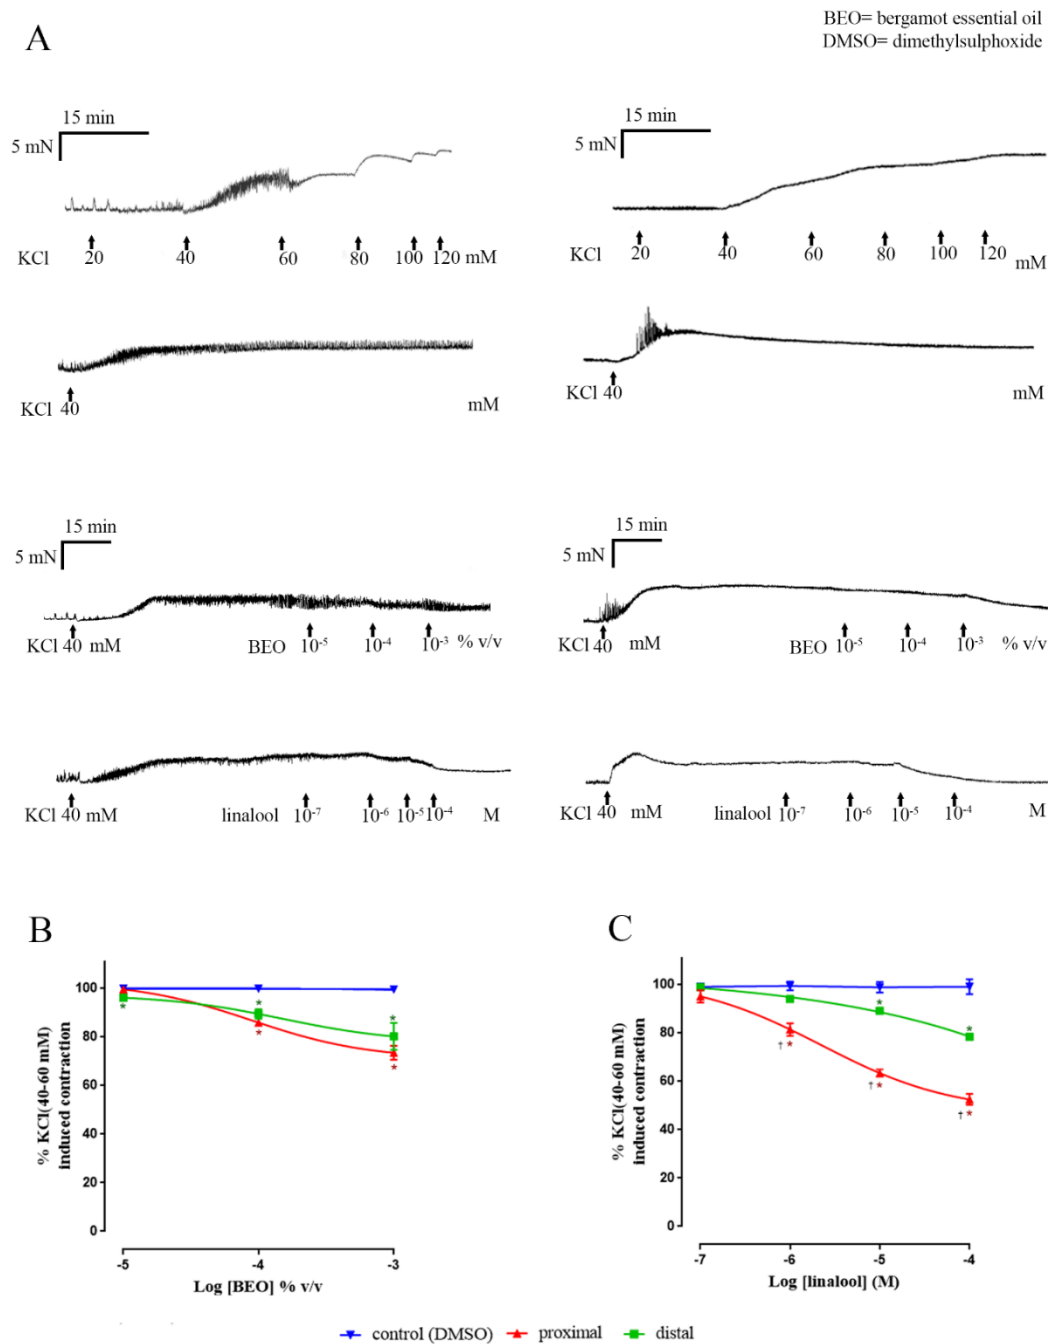 A
BEO= bergamot essential oil
DMSO= dimethylsulphoxide
15 min
5 mN
KCl 20 40 60 80 100 120 mM
15 min
5 mN
KCl 20 40 60 80 100 120 mM
KCl 40 mM
KCl 40 mM
15 min
5 mN
KCl 40 mM BEO 10-5 10-4 10-3 % v/v
15 min
5 mN
KCl 40 mM BEO 10-5 10-4 10-3 % v/v
KCl 40 mM linalool 10-7 10-6 10-5 10-4 M
KCl 40 mM linalool 10-7 10-6 10-5 10-4 M
B
% KCl(40-60 mM)
induced contraction
100
80
60
40
20
0
* * * * *
-5 -4 -3
Log [BEO] % v/v
C
% KCl(40-60 mM)
induced contraction
100
80
60
40
20
0
* *
† * † * † *
-7 -6 -5 -4
Log [linalool] (M)
control (DMSO) proximal distal